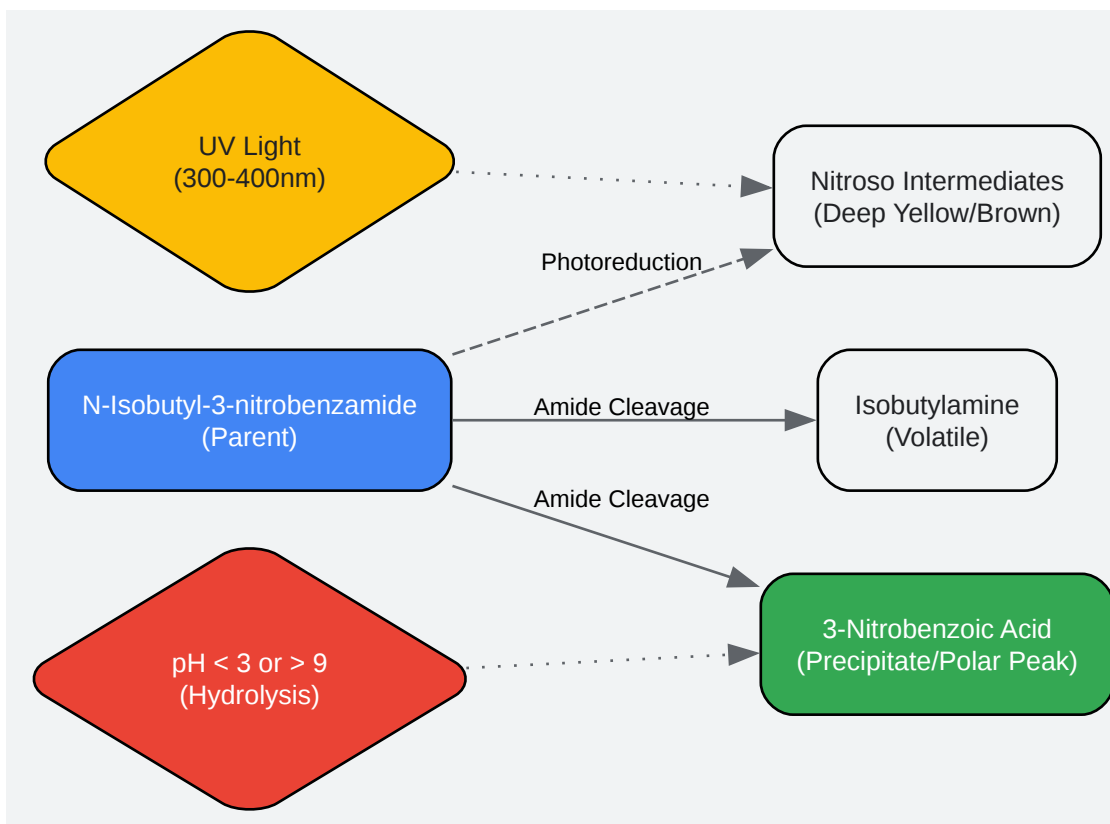 UV Light
(300-400nm)
Nitroso Intermediates
(Deep Yellow/Brown)
Photoreduction
N-Isobutyl-3-nitrobenzamide
(Parent)
Amide Cleavage
Isobutylamine
(Volatile)
Amide Cleavage
3-Nitrobenzoic Acid
(Precipitate/Polar Peak)
pH < 3 or > 9
(Hydrolysis)